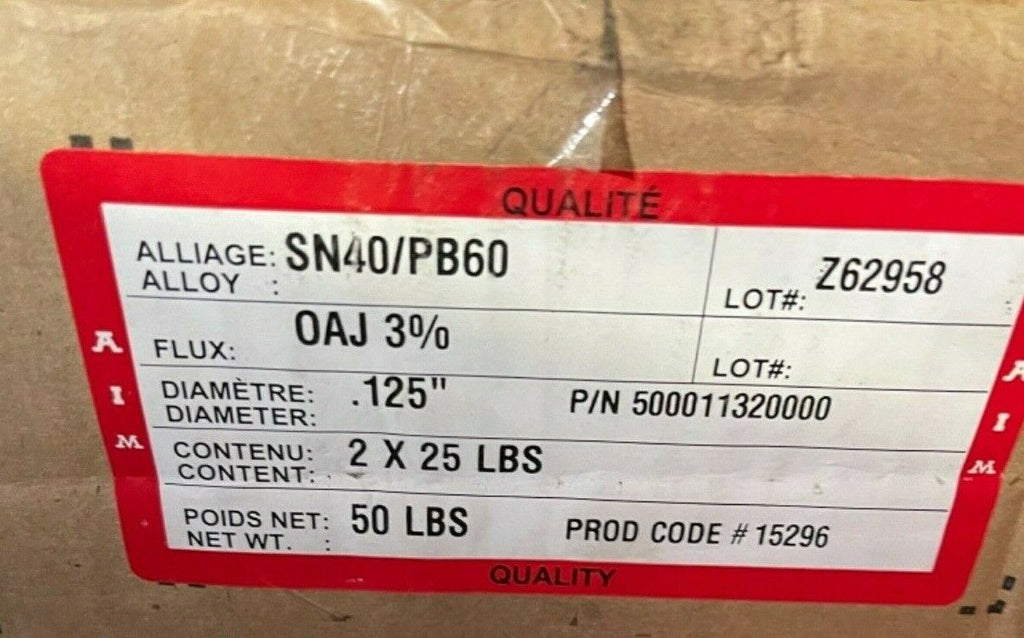 QUALITÉ
ALLIAGE: SN40/PB60
ALLOY :
LOT#: Z62958
FLUX: OAJ 3%
LOT#:
DIAMÈTRE: .125"
DIAMETER:
P/N 500011320000
CONTENU: 2 X 25 LBS
CONTENT:
POIDS NET: 50 LBS
NET WT. :
PROD CODE # 15296
QUALITY
A I M
A I M